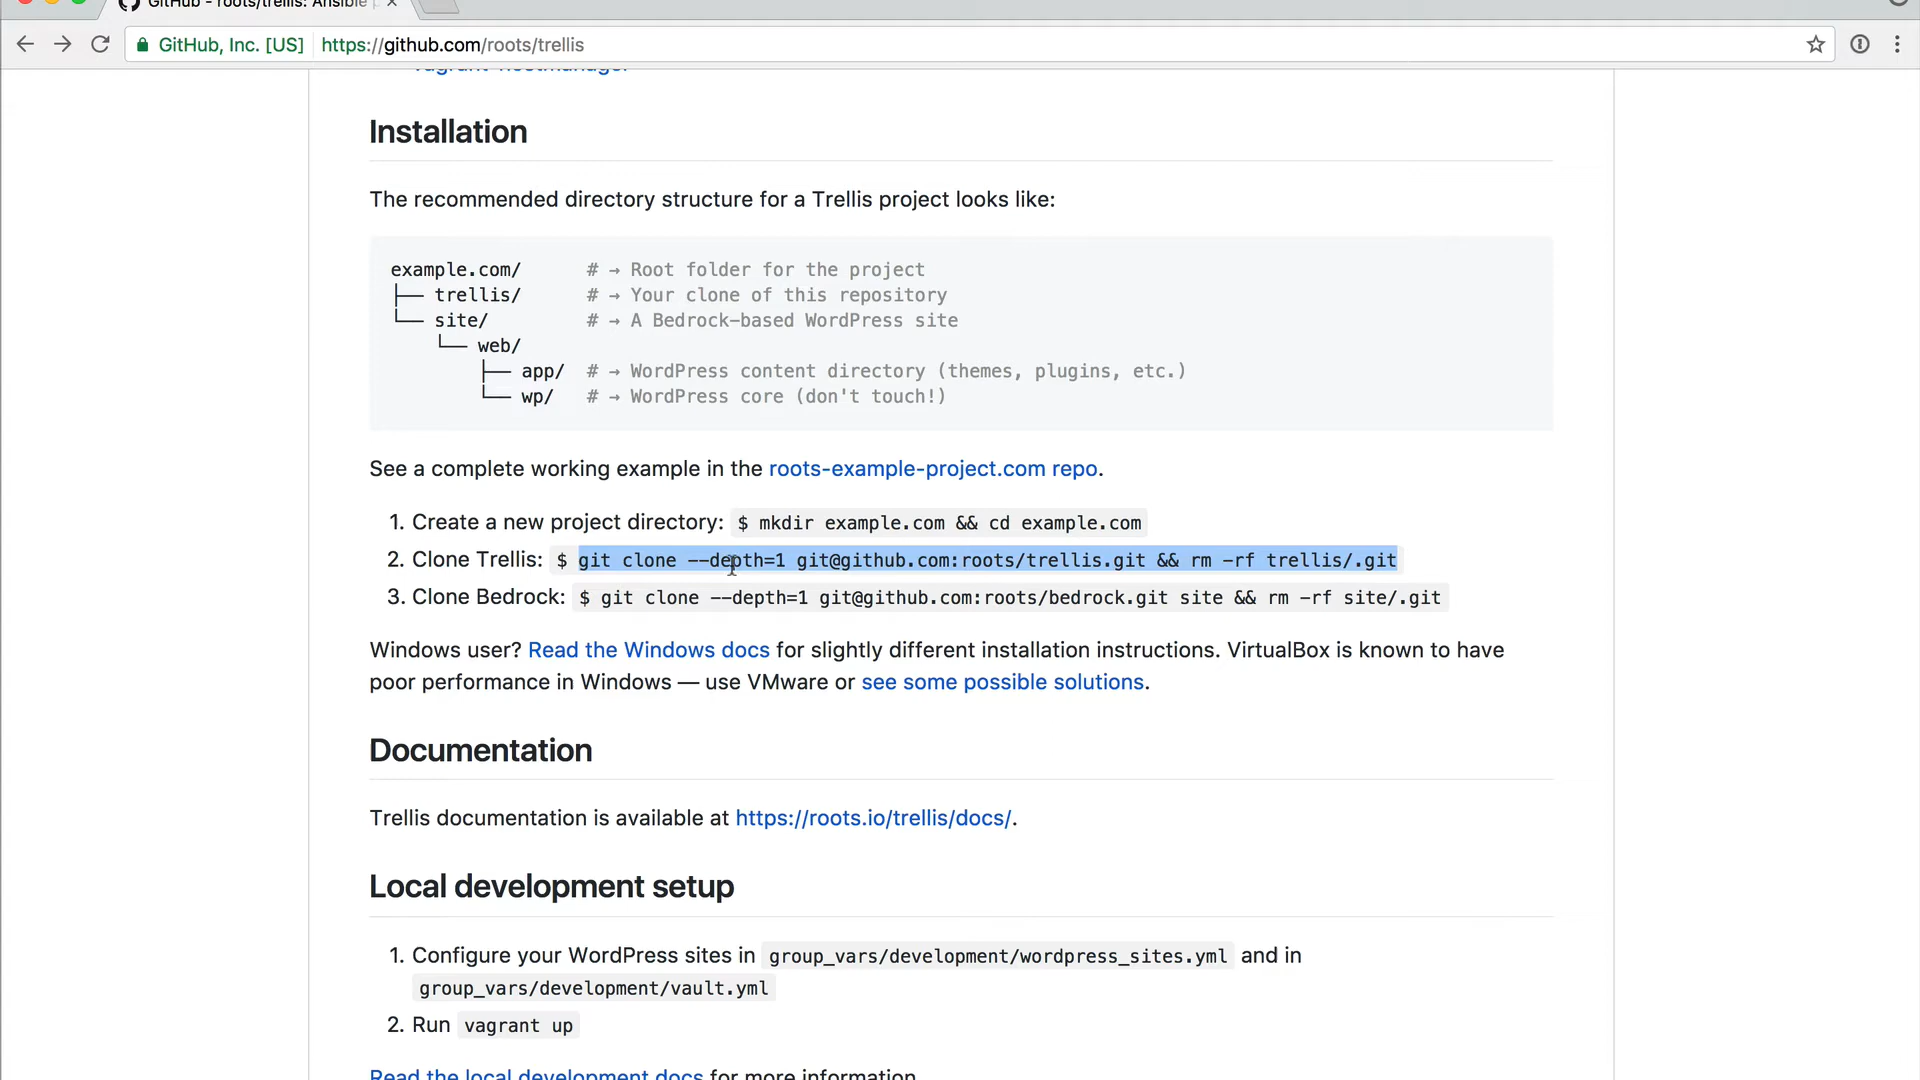 GitHub - roots/trellis: Ansible p
GitHub, Inc. [US] https://github.com/roots/trellis
vagrant-hostmanager
Installation
The recommended directory structure for a Trellis project looks like:
example.com/ # → Root folder for the project
├── trellis/ # → Your clone of this repository
└── site/ # → A Bedrock-based WordPress site
└── web/
├── app/ # → WordPress content directory (themes, plugins, etc.)
└── wp/ # → WordPress core (don't touch!)
See a complete working example in the roots-example-project.com repo.
1. Create a new project directory: $ mkdir example.com && cd example.com
2. Clone Trellis: $ git clone --depth=1 git@github.com:roots/trellis.git && rm -rf trellis/.git
3. Clone Bedrock: $ git clone --depth=1 git@github.com:roots/bedrock.git site && rm -rf site/.git
Windows user? Read the Windows docs for slightly different installation instructions. VirtualBox is known to have
poor performance in Windows — use VMware or see some possible solutions.
Documentation
Trellis documentation is available at https://roots.io/trellis/docs/.
Local development setup
1. Configure your WordPress sites in group_vars/development/wordpress_sites.yml and in
group_vars/development/vault.yml
2. Run vagrant up
Read the local development docs for more information.